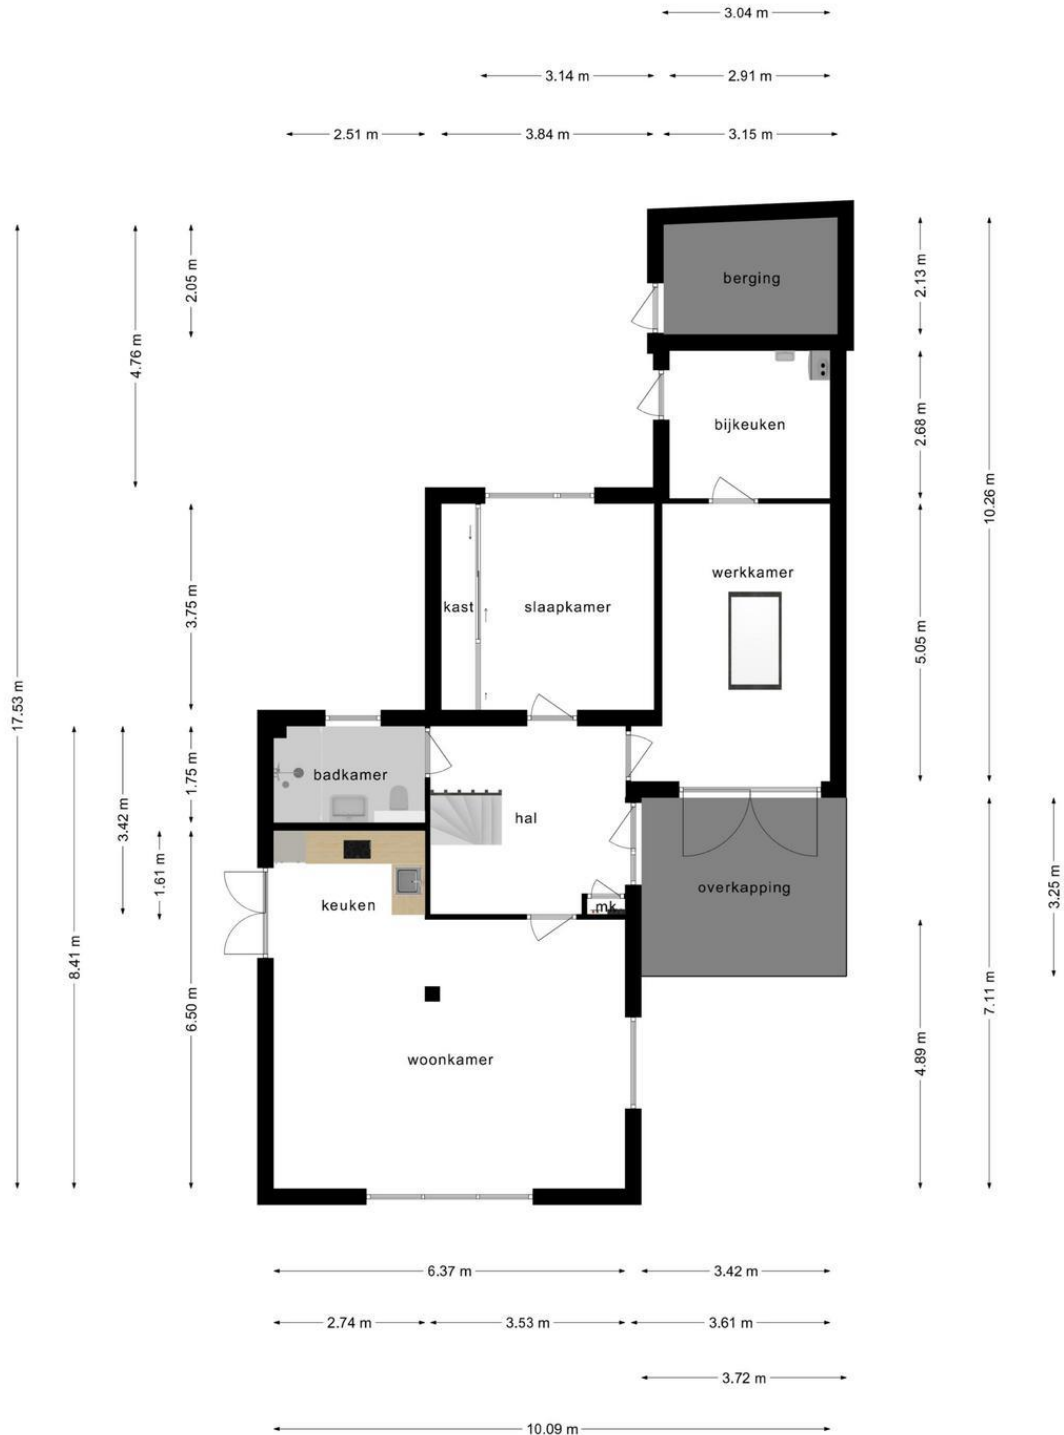 3.04 m
3.14 m 2.91 m
2.51 m 3.84 m 3.15 m
17.53 m
4.76 m
2.05 m
berging
2.13 m
10.26 m
bijkeuken
2.68 m
3.75 m
kast
slaapkamer
werkkamer
5.05 m
8.41 m
3.42 m
1.75 m
badkamer
hal
1.61 m
6.50 m
keuken
mk
overkapping
3.25 m
7.11 m
4.89 m
woonkamer
6.37 m 3.42 m
2.74 m 3.53 m 3.61 m
3.72 m
10.09 m